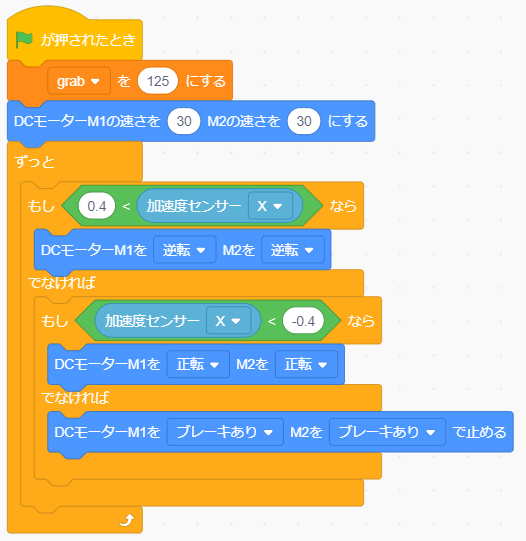 が押されたとき
grab ▼ を 125 にする
DCモーターM1の速さを 30 M2の速さを 30 にする
ずっと
もし 0.4 < 加速度センサー X ▼ なら
DCモーターM1を 逆転 ▼ M2を 逆転 ▼
でなければ
もし 加速度センサー X ▼ < -0.4 なら
DCモーターM1を 正転 ▼ M2を 正転 ▼
でなければ
DCモーターM1を ブレーキあり ▼ M2を ブレーキあり ▼ で止める